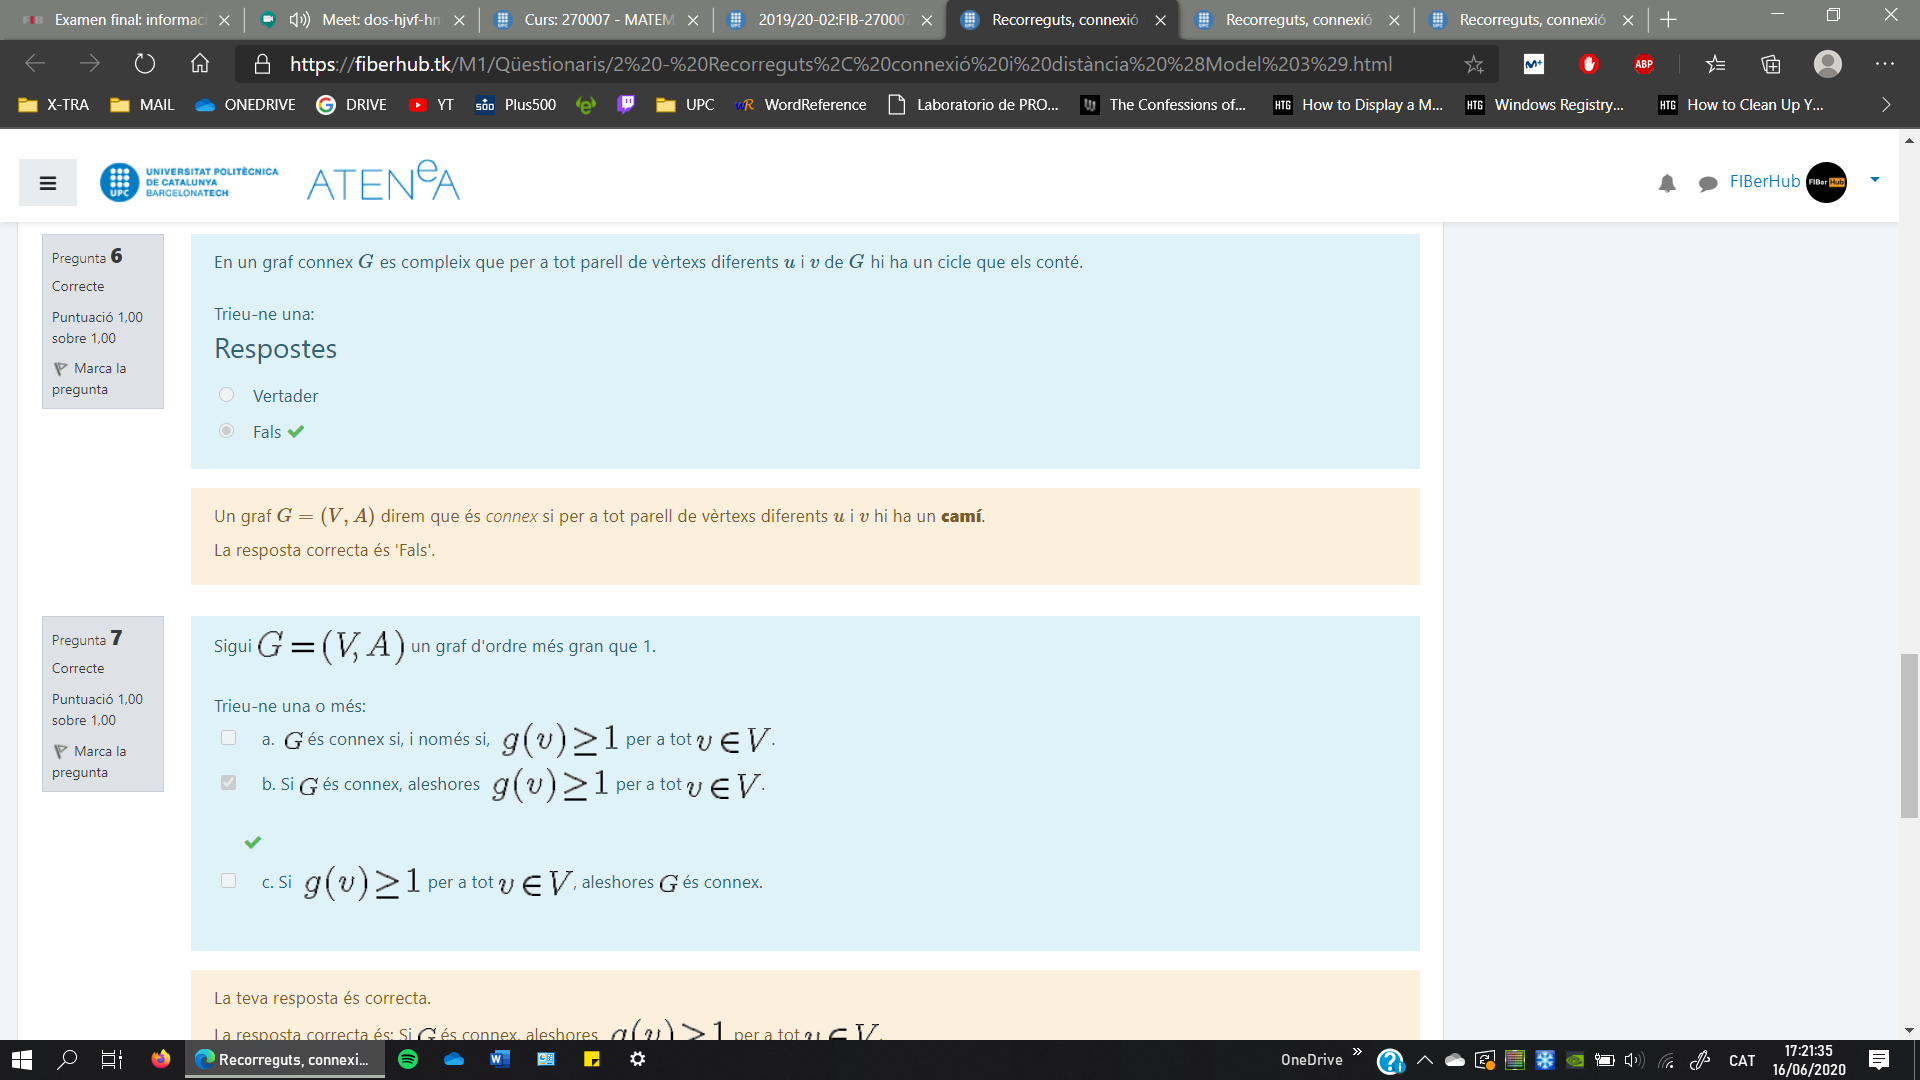 Examen final: informaci
Meet: dos-hjvf-hn
Curs: 270007 - MATEM
2019/20-02:FIB-270007
Recorreguts, connexió
Recorreguts, connexió
Recorreguts, connexió
https://fiberhub.tk/M1/Qüestionaris/2%20-%20Recorreguts%2C%20connexió%20i%20distància%20%28Model%203%29.html
X-TRA
MAIL
ONEDRIVE
DRIVE
YT
Plus500
UPC
WordReference
Laboratorio de PRO...
The Confessions of...
HTG How to Display a M...
HTG Windows Registry...
HTG How to Clean Up Y...
UPC
UNIVERSITAT POLITÈCNICA
DE CATALUNYA
BARCELONATECH
ATENeA
FIBerHub
FIBer Hub
Pregunta 6
Correcte
Puntuació 1,00
sobre 1,00
Marca la
pregunta
En un graf connex G es compleix que per a tot parell de vèrtexs diferents u i v de G hi ha un cicle que els conté.
Trieu-ne una:
Respostes
Vertader
Fals
Un graf G = (V, A) direm que és connex si per a tot parell de vèrtexs diferents u i v hi ha un camí.
La resposta correcta és 'Fals'.
Pregunta 7
Correcte
Puntuació 1,00
sobre 1,00
Marca la
pregunta
Sigui G = (V, A) un graf d'ordre més gran que 1.
Trieu-ne una o més:
a. G és connex si, i només si, g(v) ≥ 1 per a tot v ∈ V.
b. Si G és connex, aleshores g(v) ≥ 1 per a tot v ∈ V.
c. Si g(v) ≥ 1 per a tot v ∈ V, aleshores G és connex.
La teva resposta és correcta.
La resposta correcta és: Si G és connex, aleshores g(v) ≥ 1 per a tot v ∈ V.
Recorreguts, connexi...
OneDrive
CAT
17:21:35
16/06/2020